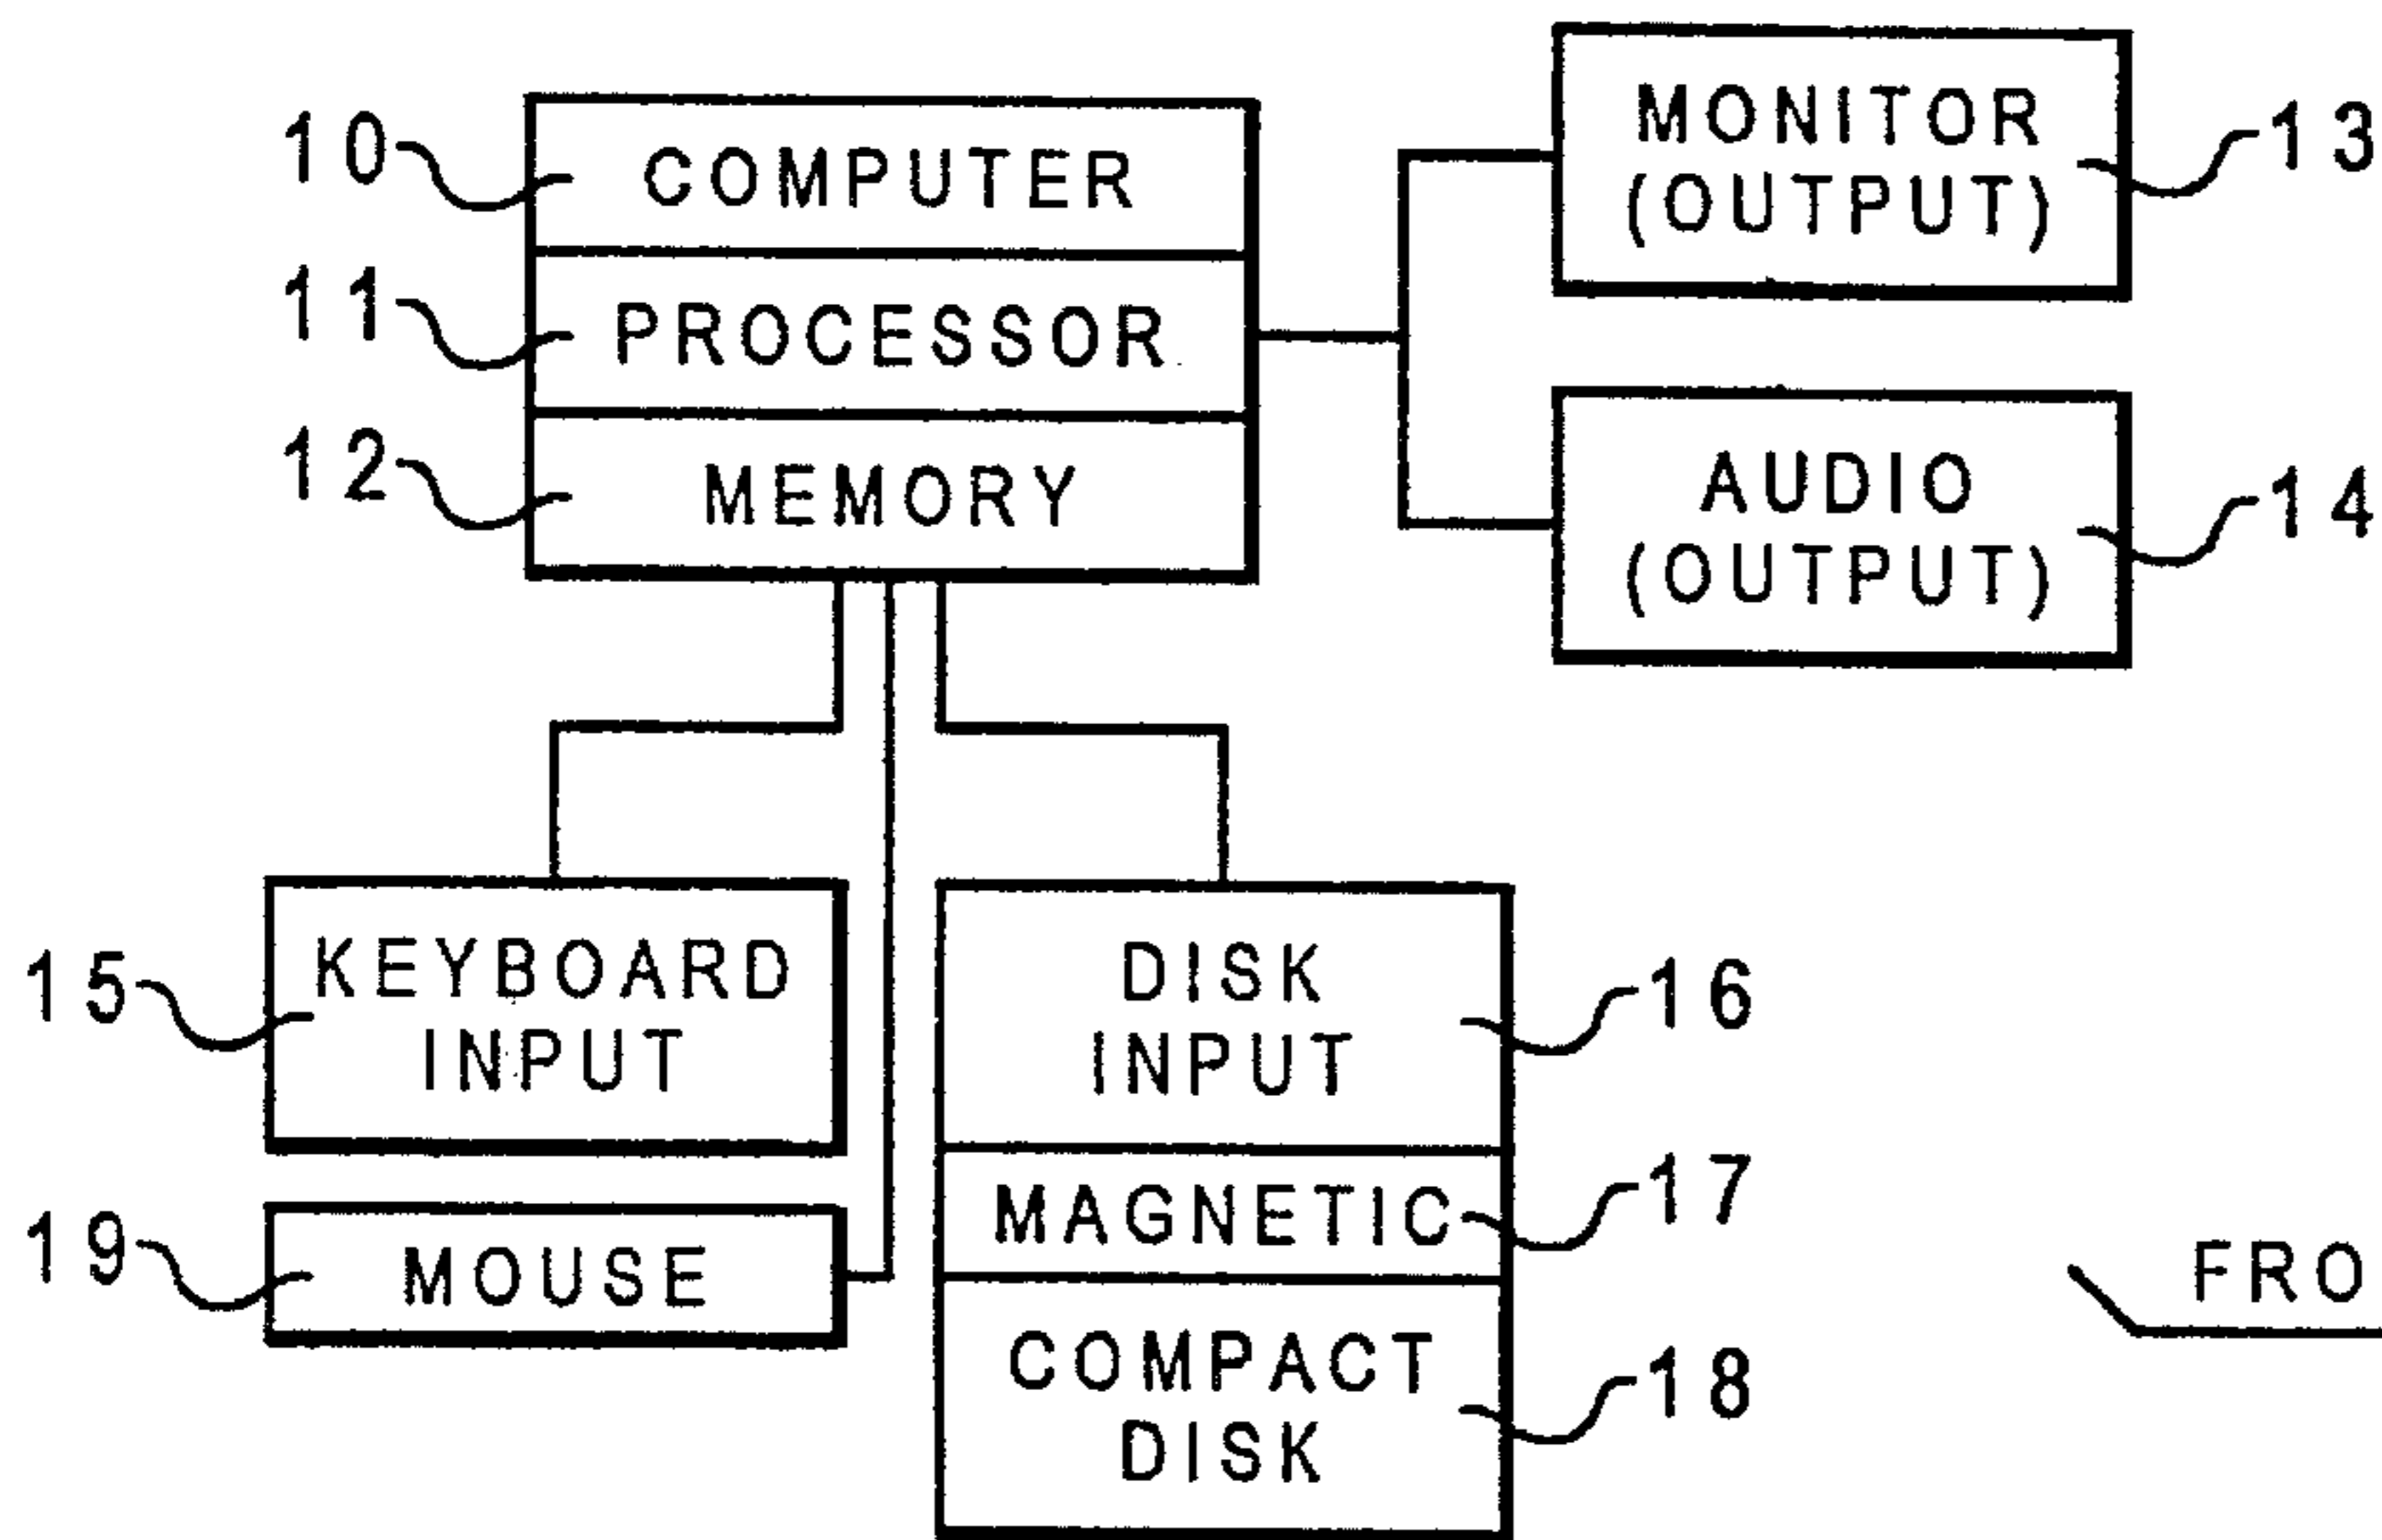 10 COMPUTER
11 PROCESSOR
12 MEMORY
MONITOR
(OUTPUT)
13
AUDIO
(OUTPUT)
14
15 KEYBOARD
INPUT
19 MOUSE
DISK
INPUT
16
MAGNETIC 17
COMPACT
DISK
18
FRO